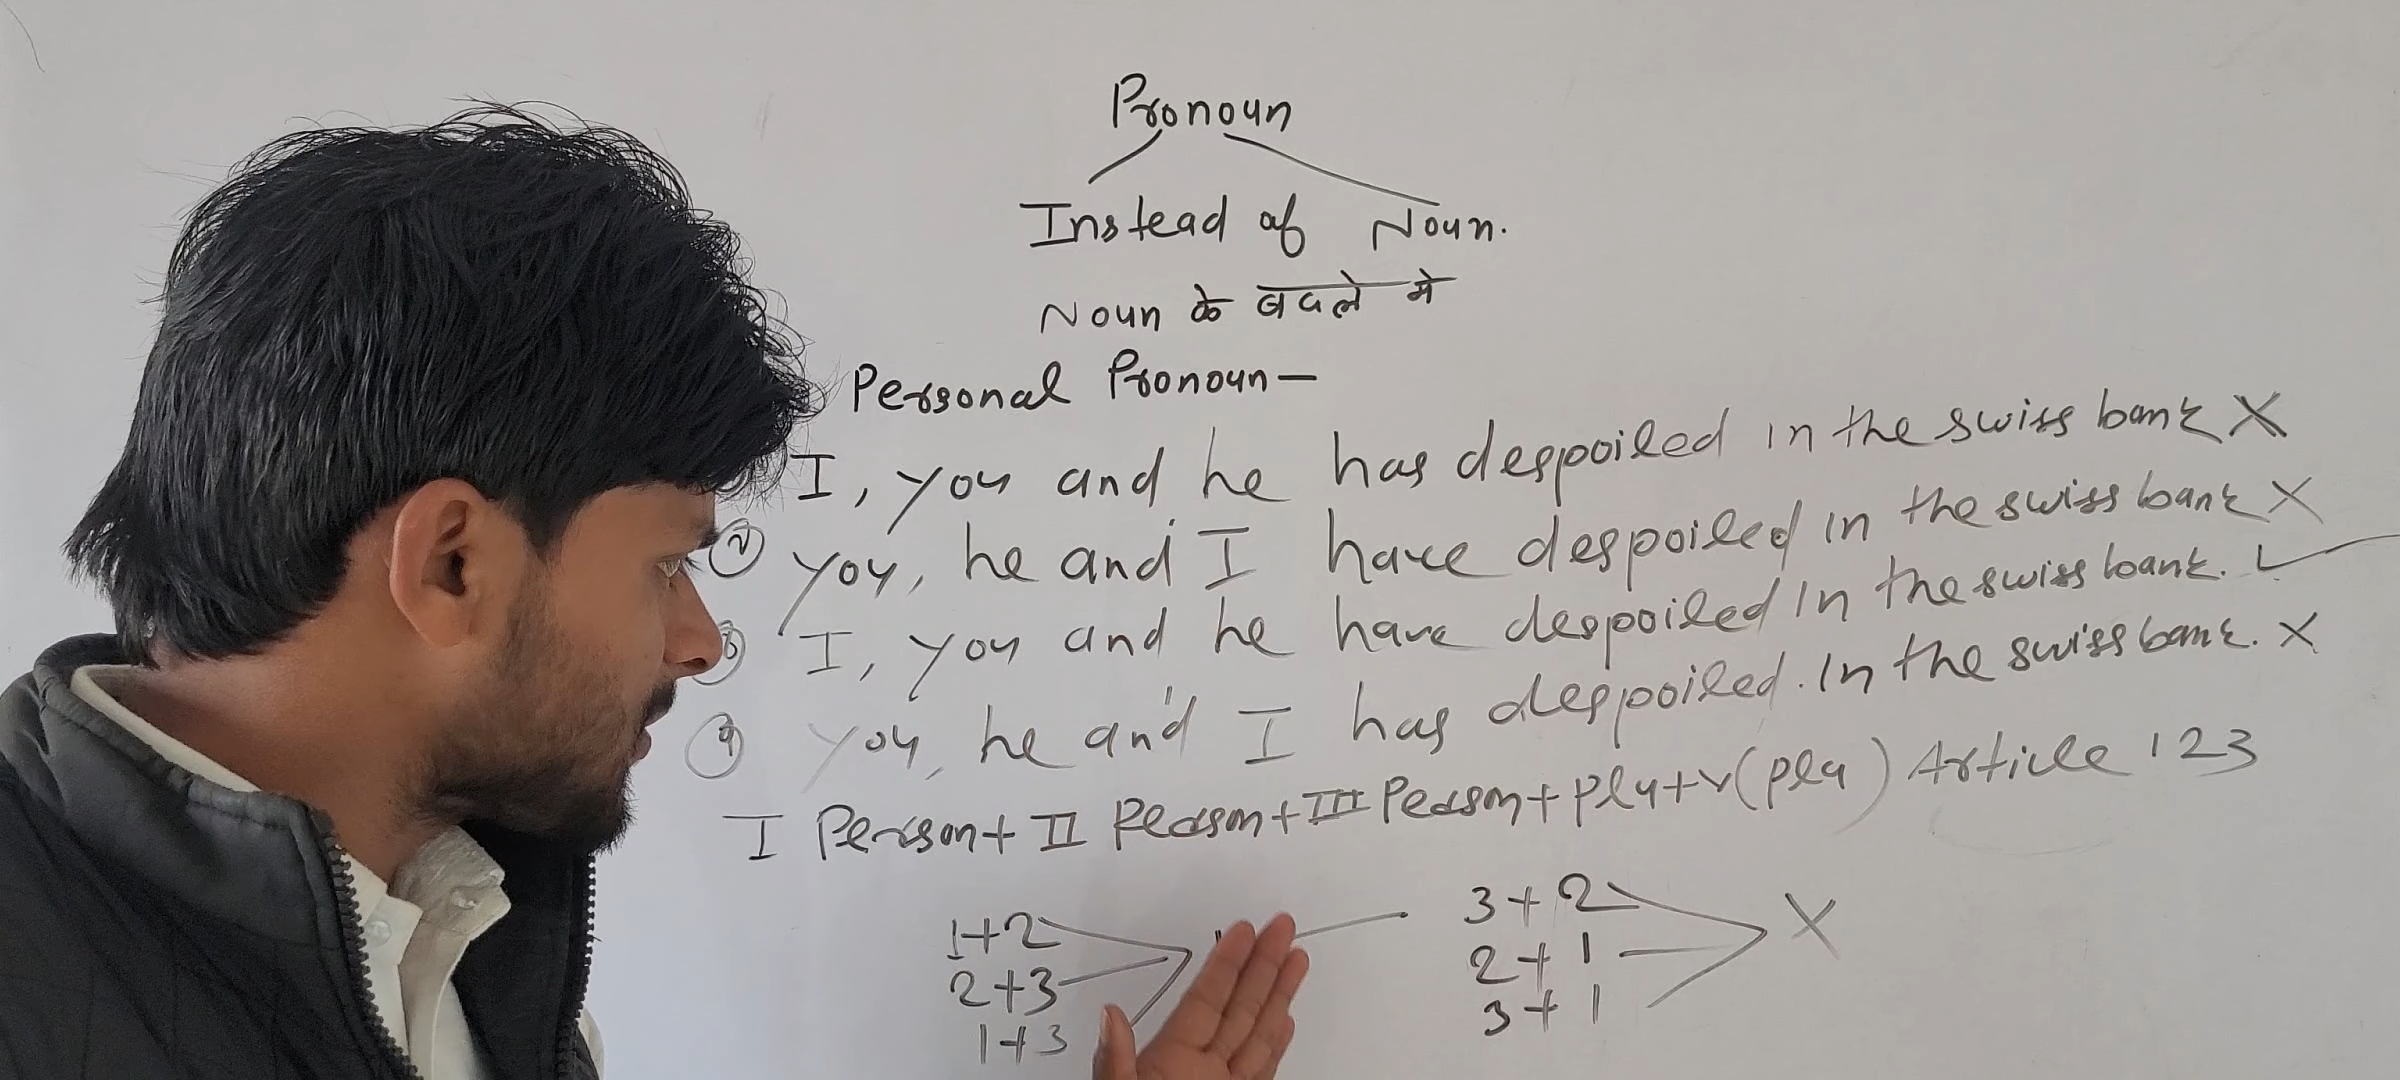 Pronoun
Instead of Noun.
Noun के बदले मे
Personal Pronoun—
I, you and he has despoiled in the swiss bank X
② you, he and I have despoiled in the swiss bank X
I, you and he have despoiled in the swiss bank. ✓
you, he and I has despoiled. in the swiss bank. X
I Person + II Person + III Person + plu + v (plu) Article 123
1+2
2+3
1+3
3+2
2+1
3+1
X